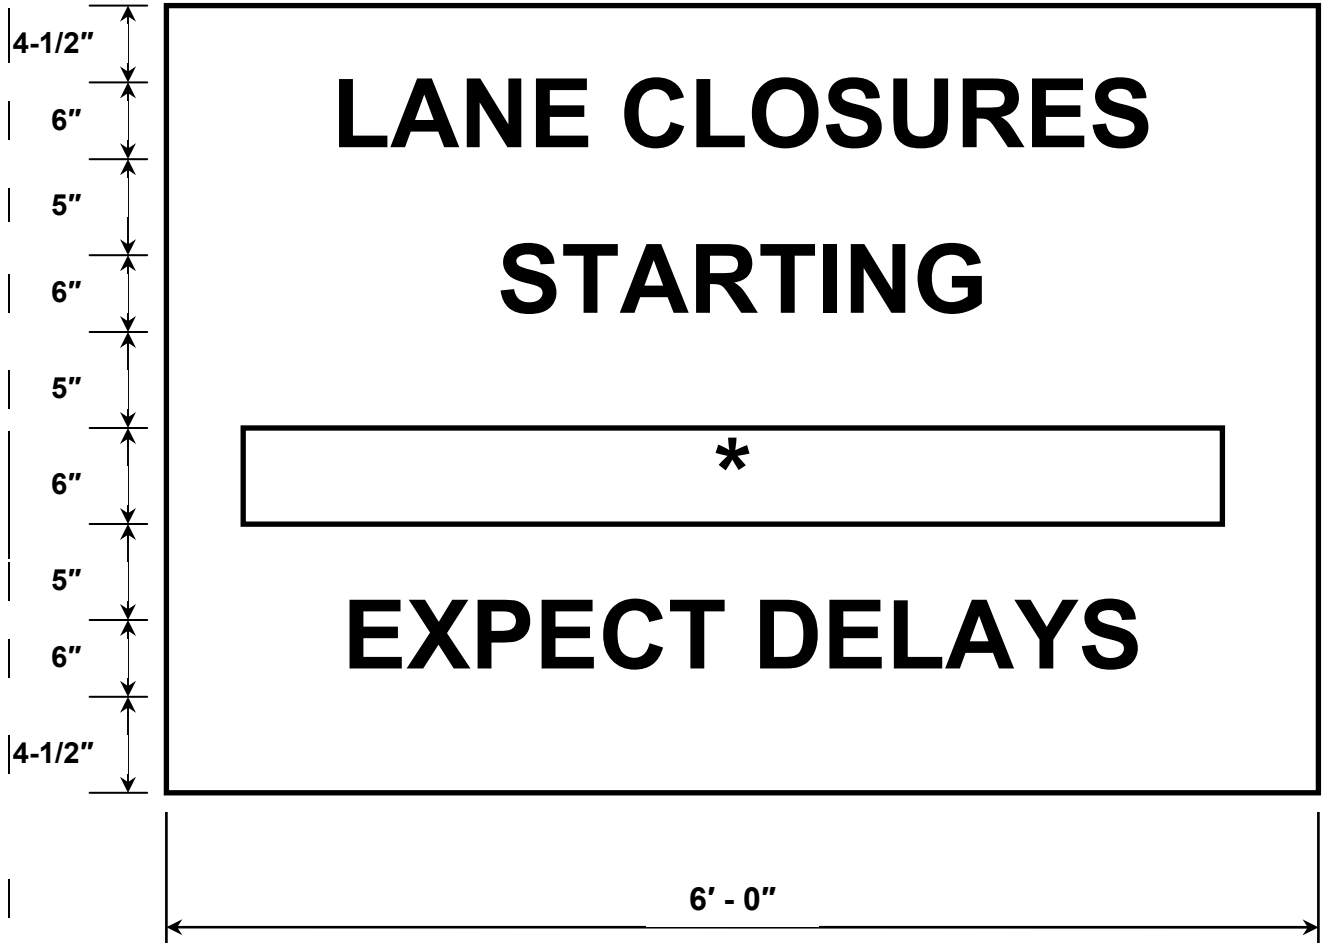 4-1/2″
LANE CLOSURES
6″
5″
STARTING
6″
5″
*
6″
5″
EXPECT DELAYS
6″
4-1/2″
6′ - 0″